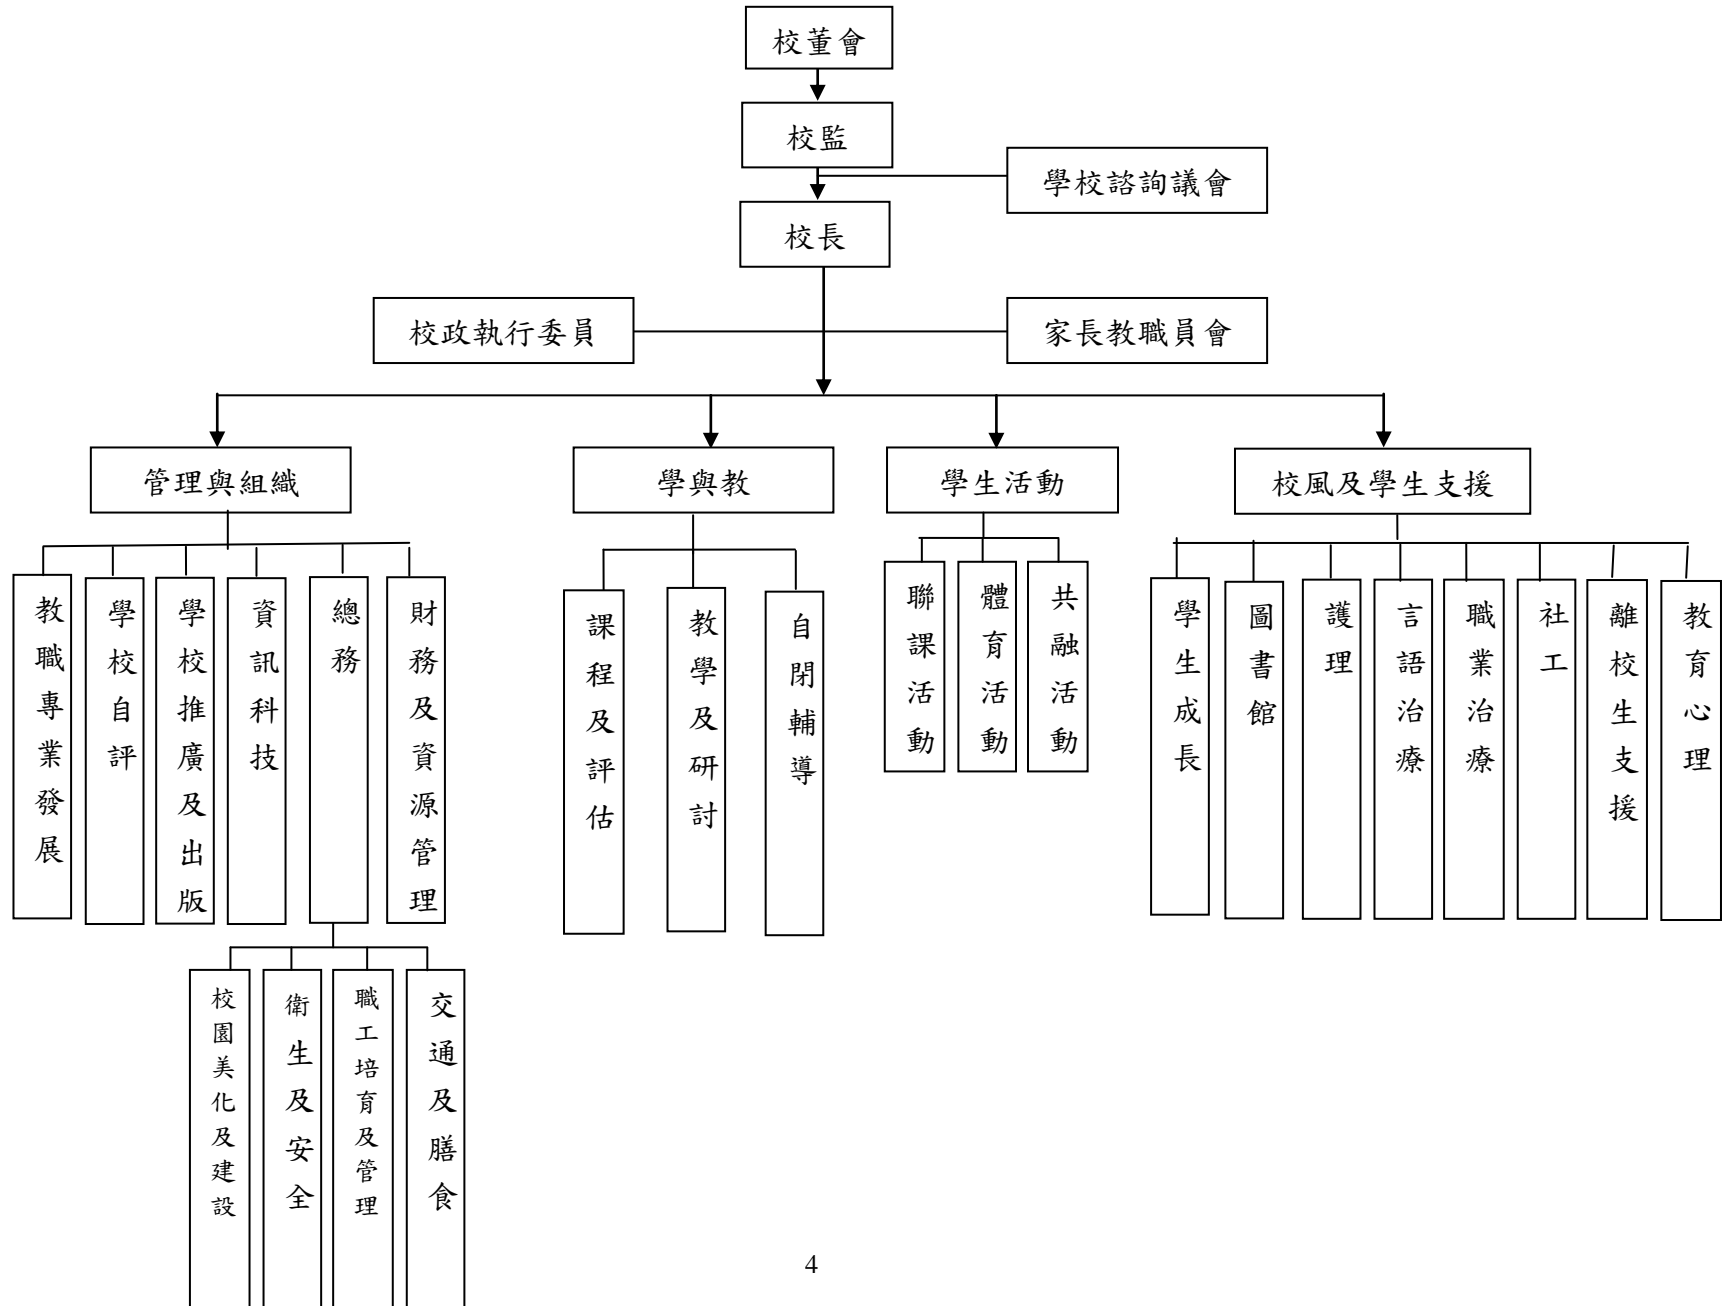 校董會
校監
學校諮詢議會
校長
校政執行委員
家長教職員會
管理與組織
學與教
學生活動
校風及學生支援
教職專業發展
學校自評
學校推廣及出版
資訊科技
總務
財務及資源管理
課程及評估
教學及研討
自閉輔導
聯課活動
體育活動
共融活動
學生成長
圖書館
護理
言語治療
職業治療
社工
離校生支援
教育心理
校園美化及建設
衛生及安全
職工培育及管理
交通及膳食
4